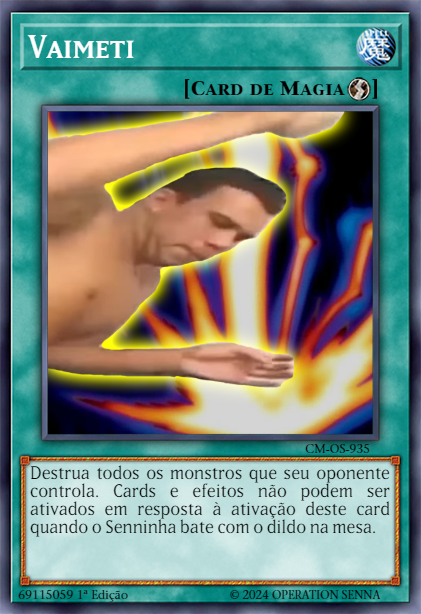 VAIMETI
[CARD DE MAGIA]
CM-OS-935
Destrua todos os monstros que seu oponente
controla. Cards e efeitos não podem ser
ativados em resposta à ativação deste card
quando o Senninha bate com o dildo na mesa.
69115059 1ª Edição
© 2024 OPERATION SENNA